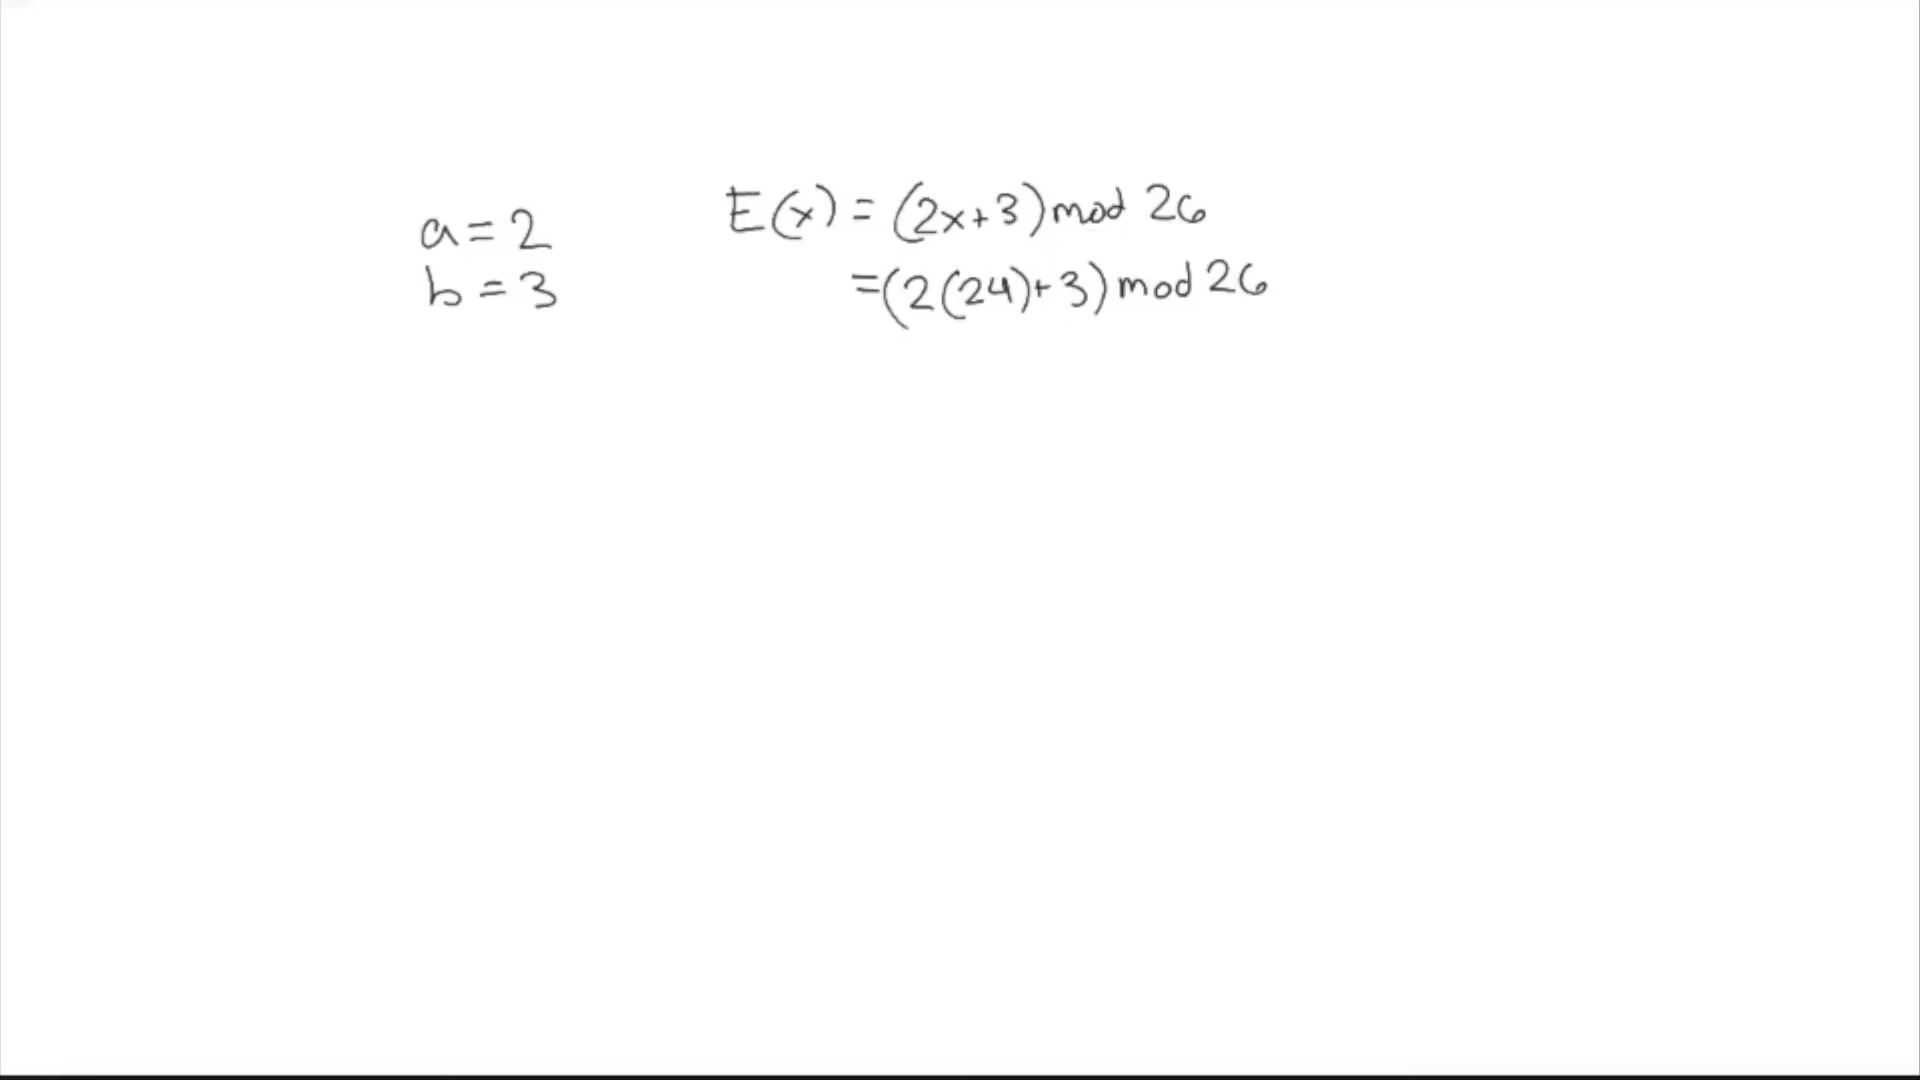 a = 2
b = 3
E(x) = (2x+3) mod 26
=(2(24)+3) mod 26